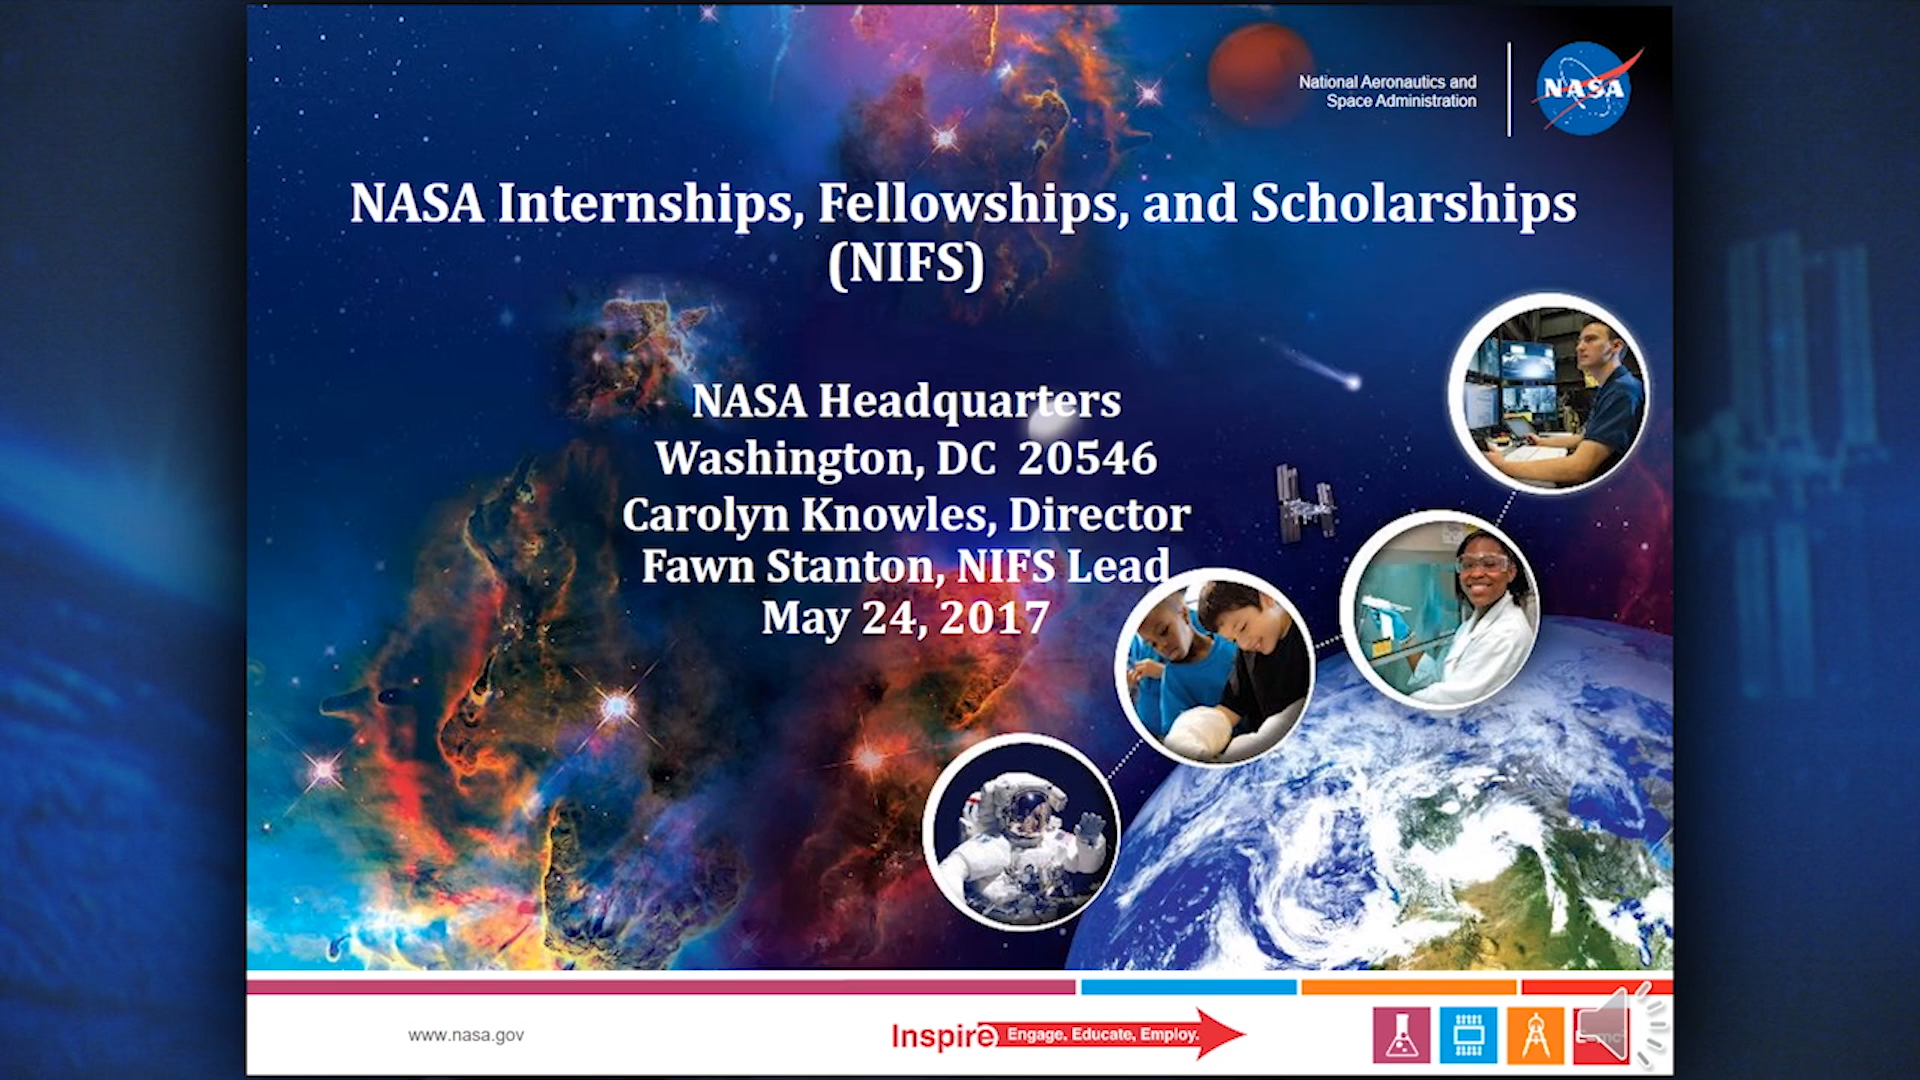 National Aeronautics and
Space Administration
NASA
NASA Internships, Fellowships, and Scholarships
(NIFS)
NASA Headquarters
Washington, DC 20546
Carolyn Knowles, Director
Fawn Stanton, NIFS Lead
May 24, 2017
www.nasa.gov
Inspire Engage. Educate. Employ.